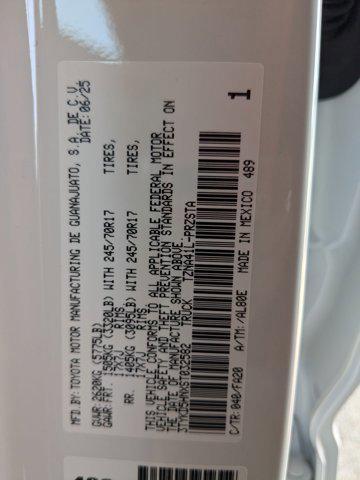 MFD.BY:TOYOTA MOTOR MANUFACTURING DE GUANAJUATO, S.A.DE C.V.
DATE: 06/25
GVWR:2620KG (5775LB)
GAWR: FRT. 1505KG (3320LB) WITH 245/70R17 TIRES,
17X7J RIMS
RR. 1405KG (3095LB) WITH 245/70R17 TIRES,
17X7J RIMS
THIS VEHICLE CONFORMS TO ALL APPLICABLE FEDERAL MOTOR
VEHICLE SAFETY AND THEFT PREVENTION STANDARDS IN EFFECT ON
THE DATE OF MANUFACTURE SHOWN ABOVE.
TRUCK TZNA41L-PRZSTA
C/TR: 040/FA20 A/TM: /AL80E MADE IN MEXICO 489
1